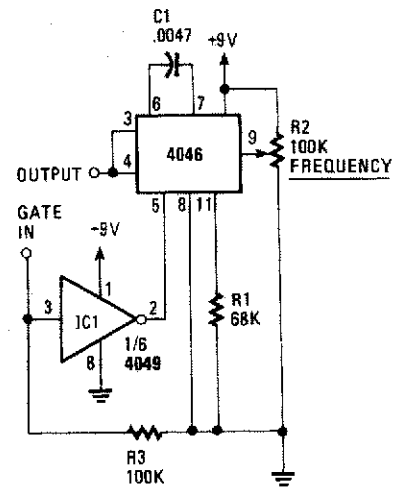 C1
.0047
+9V
6
7
3
4
4046
9
R2
100K
FREQUENCY
OUTPUT
5
8
11
GATE
IN
+9V
1
3
IC1
2
8
1/6
4049
R1
68K
R3
100K